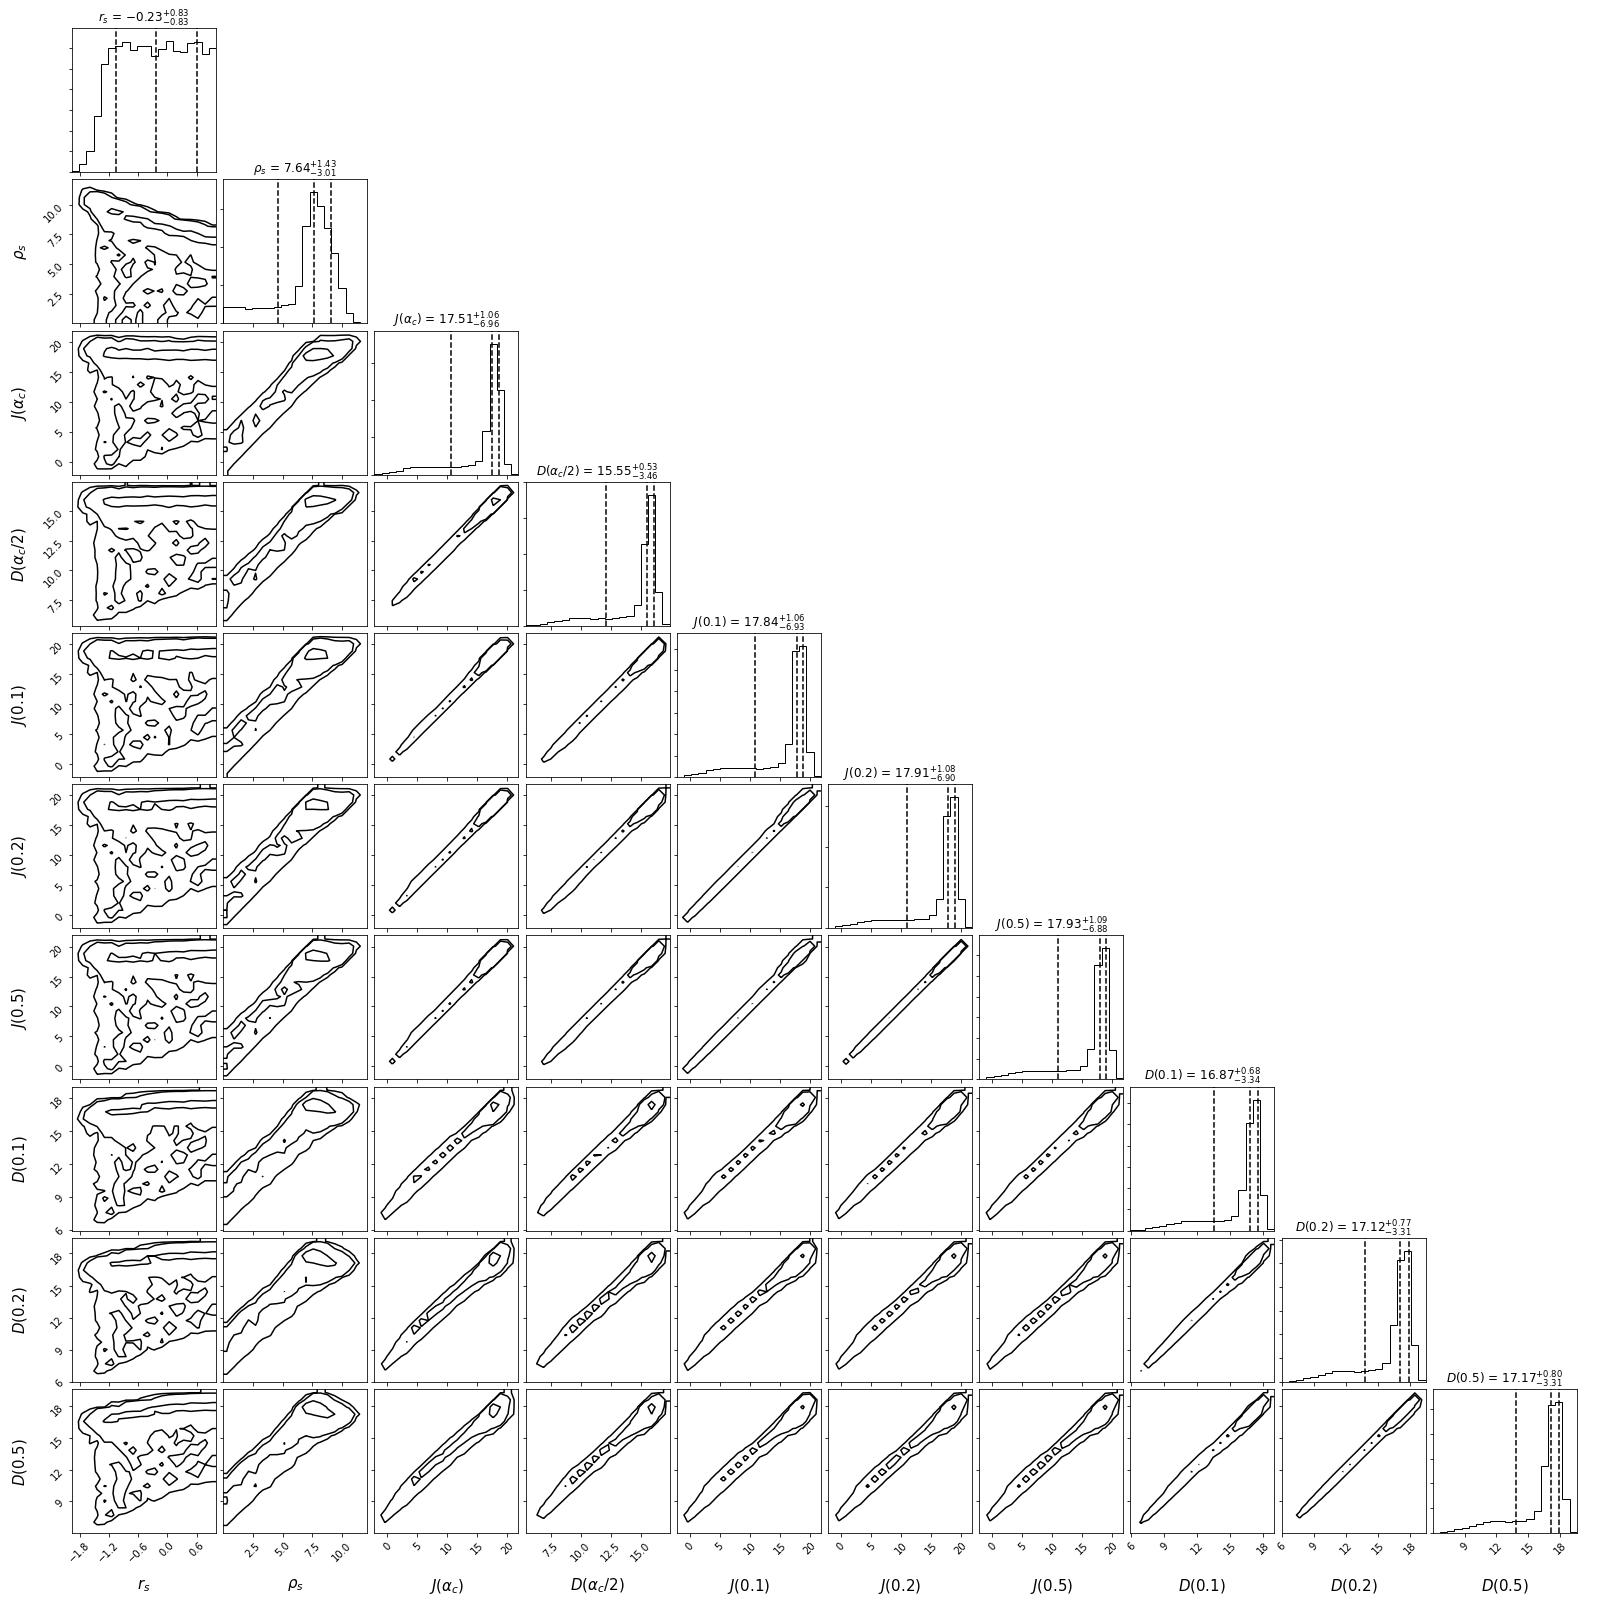 r_s = −0.23^{+0.83}_{−0.83}
ρ_s = 7.64^{+1.43}_{−3.01}
10.0
7.5
5.0
2.5
ρ_s
J(α_c) = 17.51^{+1.06}_{−6.96}
20
15
10
5
0
J(α_c)
D(α_c/2) = 15.55^{+0.53}_{−3.46}
15.0
12.5
10.0
7.5
D(α_c/2)
J(0.1) = 17.84^{+1.06}_{−6.93}
20
15
10
5
0
J(0.1)
J(0.2) = 17.91^{+1.08}_{−6.90}
20
15
10
5
0
J(0.2)
J(0.5) = 17.93^{+1.09}_{−6.88}
20
15
10
5
0
J(0.5)
D(0.1) = 16.87^{+0.68}_{−3.34}
18
15
12
9
6
D(0.1)
D(0.2) = 17.12^{+0.77}_{−3.31}
18
15
12
9
6
D(0.2)
D(0.5) = 17.17^{+0.80}_{−3.31}
18
15
12
9
D(0.5)
−1.8 −1.2 −0.6 0.0 0.6 2.5 5.0 7.5 10.0 0 5 10 15 20 7.5 10.0 12.5 15.0 0 5 10 15 20 0 5 10 15 20 0 5 10 15 20 6 9 12 15 18 6 9 12 15 18 9 12 15 18
r_s ρ_s J(α_c) D(α_c/2) J(0.1) J(0.2) J(0.5) D(0.1) D(0.2) D(0.5)